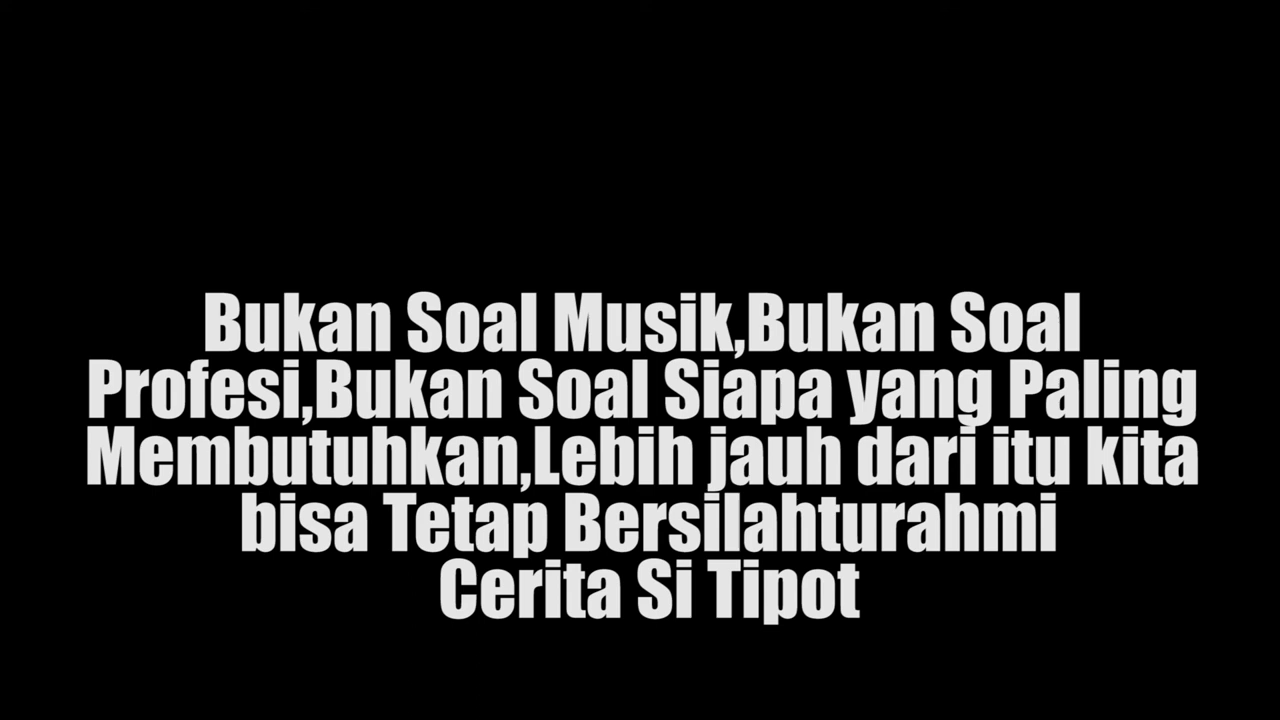 Bukan Soal Musik,Bukan Soal
Profesi,Bukan Soal Siapa yang Paling
Membutuhkan,Lebih jauh dari itu kita
bisa Tetap Bersilahturahmi
Cerita Si Tipot